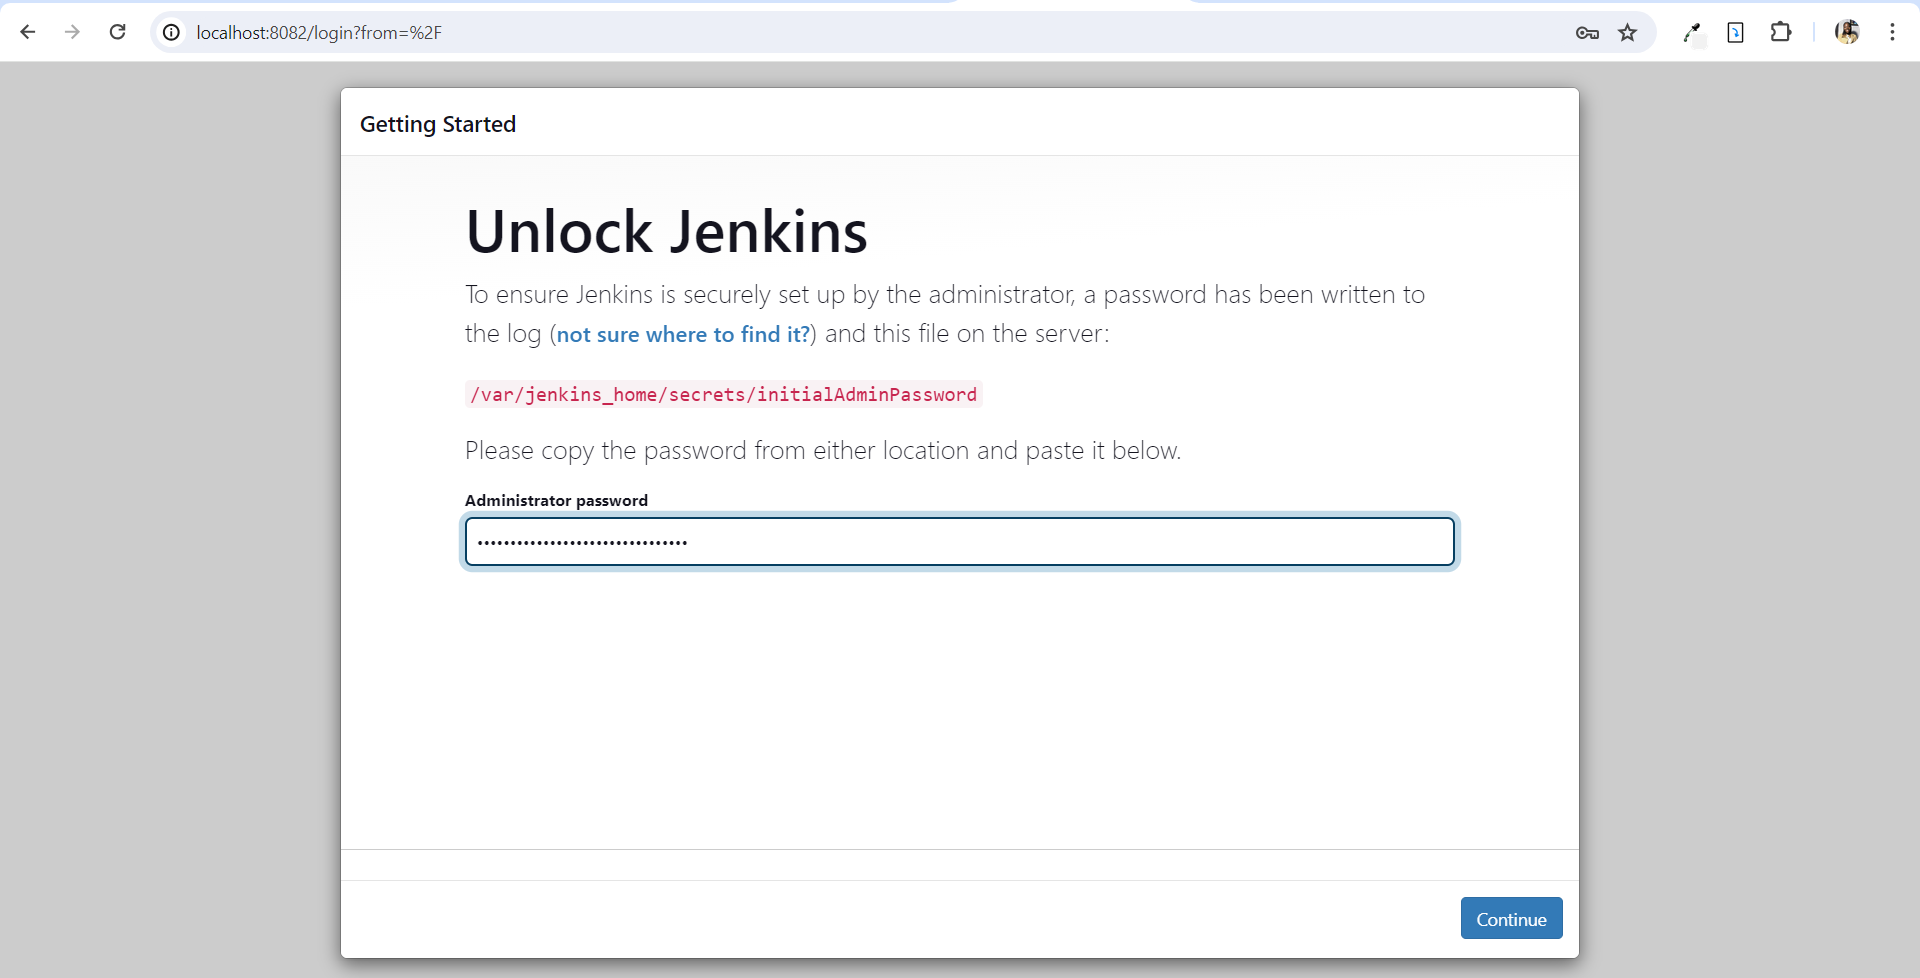 localhost:8082/login?from=%2F
Getting Started
Unlock Jenkins
To ensure Jenkins is securely set up by the administrator, a password has been written to
the log (not sure where to find it?) and this file on the server:
/var/jenkins_home/secrets/initialAdminPassword
Please copy the password from either location and paste it below.
Administrator password
••••••••••••••••••••••••••••••••
Continue